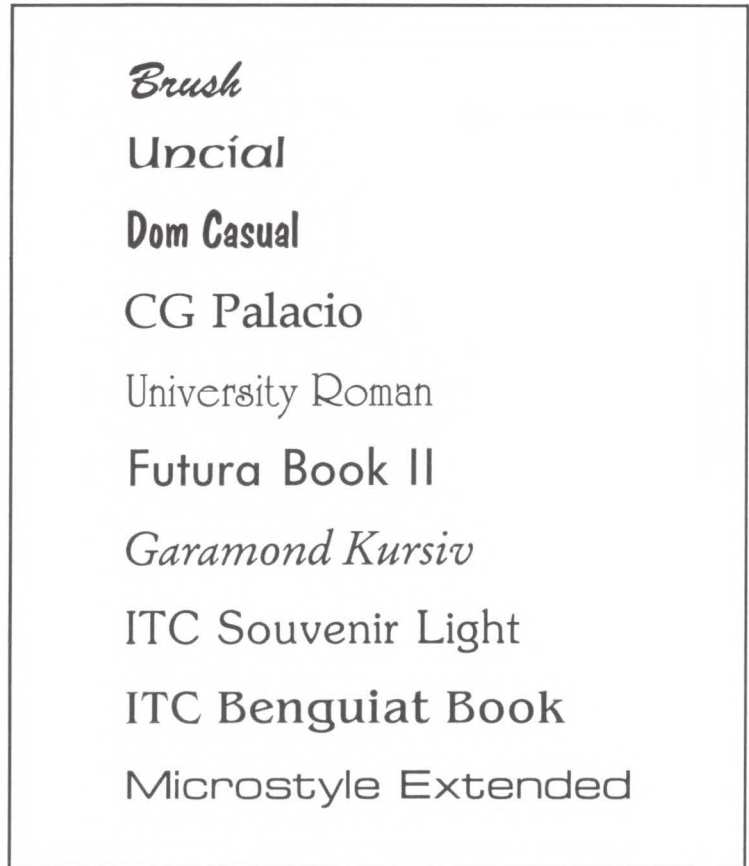 Brush
Uncial
Dom Casual
CG Palacio
University Roman
Futura Book II
Garamond Kursiv
ITC Souvenir Light
ITC Benguiat Book
Microstyle Extended